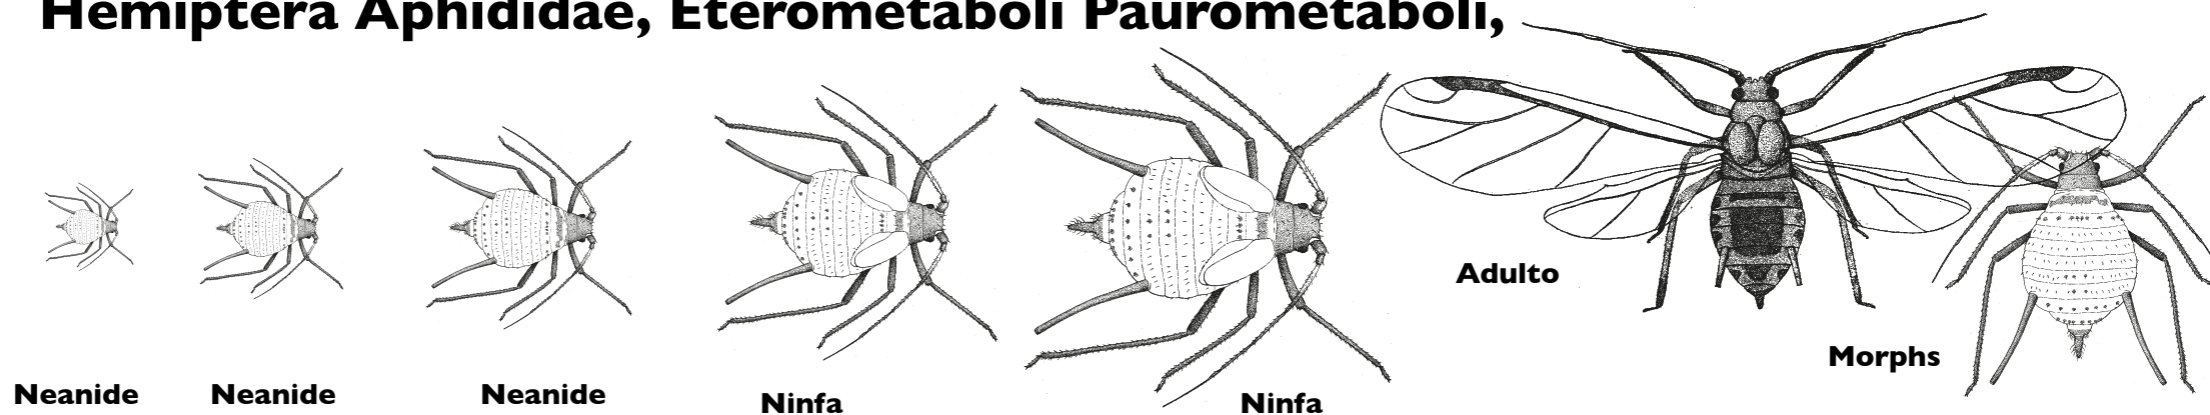 Hemiptera Aphididae, Eterometaboli Paurometaboli,
Adulto
Morphs
Neanide Neanide Neanide Ninfa Ninfa